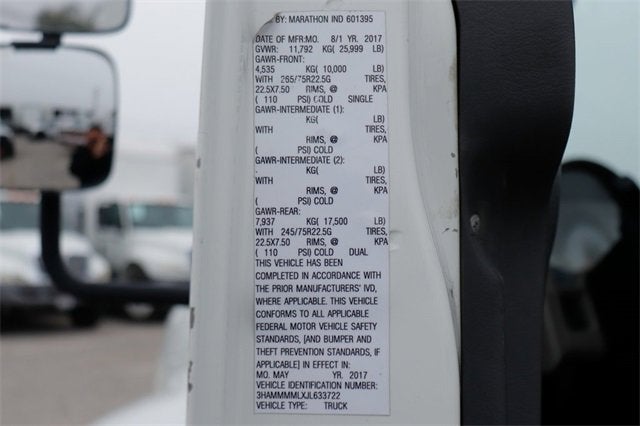 BY: MARATHON IND 601395
DATE OF MFR:MO. 8/1 YR. 2017
GVWR: 11,792 KG( 25,999 LB)
GAWR-FRONT:
4,535 KG( 10,000 LB)
WITH 265/75R22.5G TIRES,
22.5X7.50 RIMS, @ KPA
( 110 PSI) COLD SINGLE
GAWR-INTERMEDIATE (1):
KG( LB)
WITH TIRES,
RIMS, @ KPA
( PSI) COLD
GAWR-INTERMEDIATE (2):
. KG( LB)
WITH TIRES,
RIMS, @ KPA
( PSI) COLD
GAWR-REAR:
7,937 KG( 17,500 LB)
WITH 245/75R22.5G TIRES,
22.5X7.50 RIMS, @ KPA
( 110 PSI) COLD DUAL
THIS VEHICLE HAS BEEN
COMPLETED IN ACCORDANCE WITH
THE PRIOR MANUFACTURERS' IVD,
WHERE APPLICABLE. THIS VEHICLE
CONFORMS TO ALL APPLICABLE
FEDERAL MOTOR VEHICLE SAFETY
STANDARDS, [AND BUMPER AND
THEFT PREVENTION STANDARDS, IF
APPLICABLE] IN EFFECT IN:
MO. MAY YR. 2017
VEHICLE IDENTIFICATION NUMBER:
3HAMMMMLXJL633722
VEHICLE TYPE: TRUCK